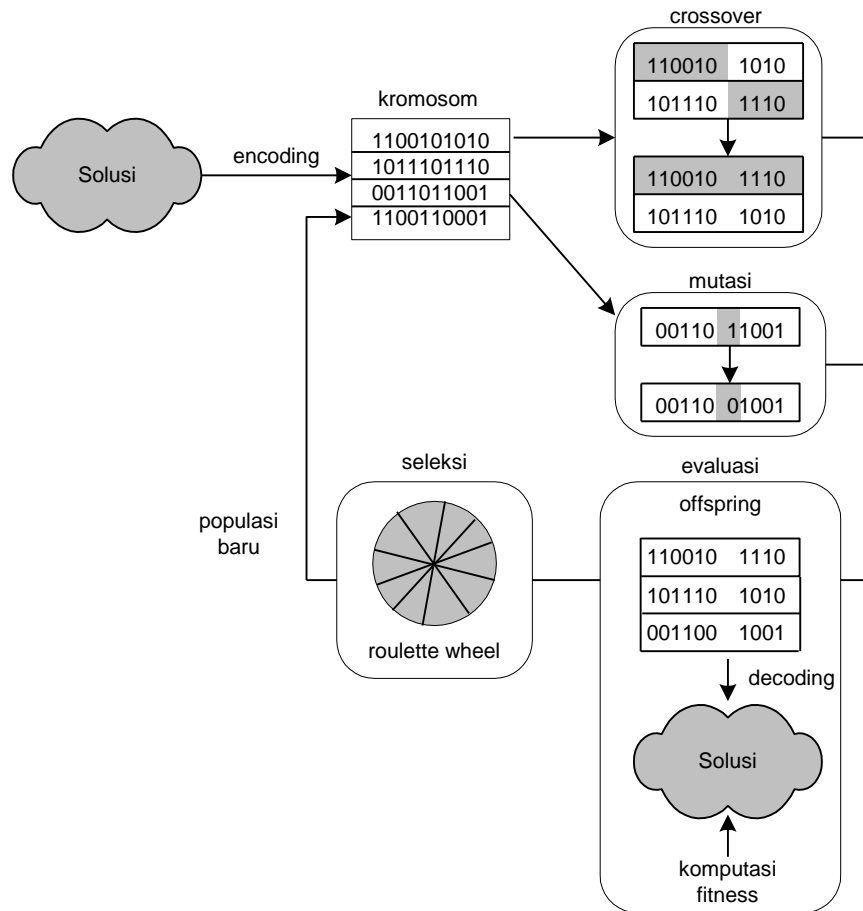 crossover
110010 1010
101110 1110
110010 1110
101110 1010
kromosom
1100101010
1011101110
0011011001
1100110001
encoding
Solusi
mutasi
00110 11001
00110 01001
seleksi
roulette wheel
populasi
baru
evaluasi
offspring
110010 1110
101110 1010
001100 1001
decoding
Solusi
komputasi
fitness